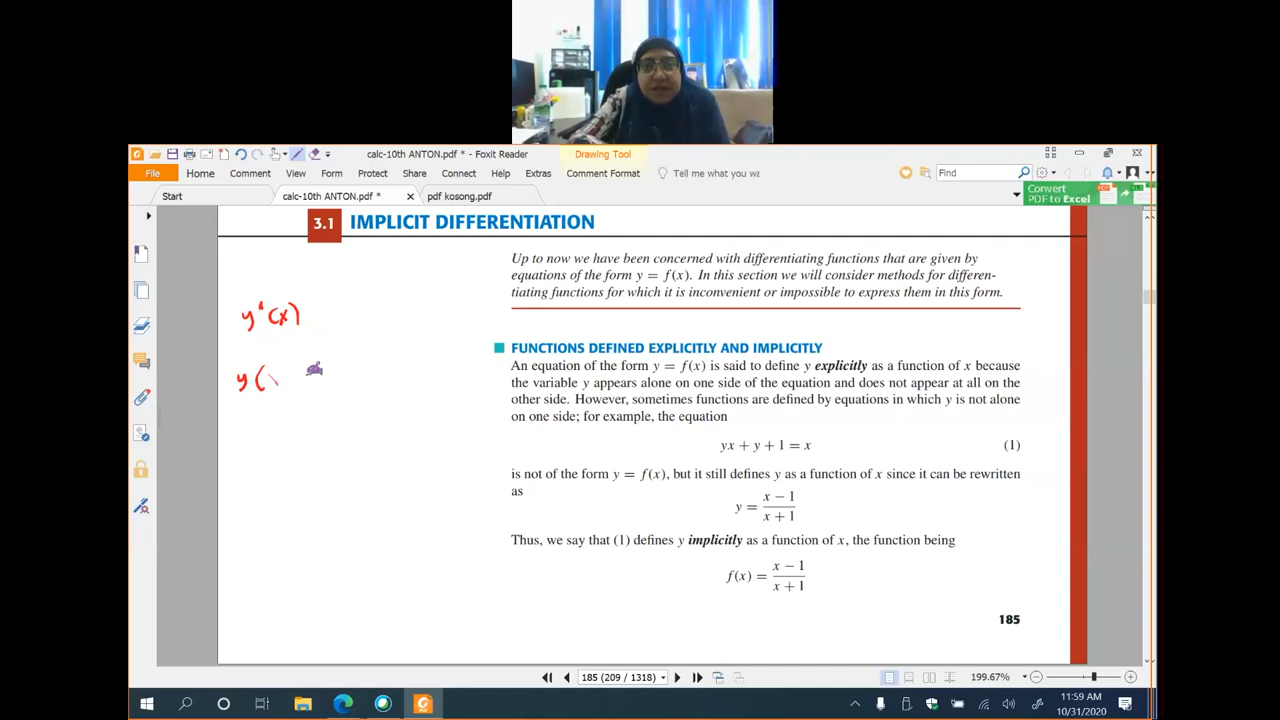 calc-10th ANTON.pdf * - Foxit Reader
Drawing Tool
File
Home
Comment
View
Form
Protect
Share
Connect
Help
Extras
Comment Format
Tell me what you wa
Find
Start
calc-10th ANTON.pdf *
pdf kosong.pdf
Convert
PDF to Excel
3.1 IMPLICIT DIFFERENTIATION
Up to now we have been concerned with differentiating functions that are given by
equations of the form y = f(x). In this section we will consider methods for differen-
tiating functions for which it is inconvenient or impossible to express them in this form.
FUNCTIONS DEFINED EXPLICITLY AND IMPLICITLY
An equation of the form y = f(x) is said to define y explicitly as a function of x because
the variable y appears alone on one side of the equation and does not appear at all on the
other side. However, sometimes functions are defined by equations in which y is not alone
on one side; for example, the equation
yx + y + 1 = x (1)
is not of the form y = f(x), but it still defines y as a function of x since it can be rewritten
as
y = x − 1
x + 1
Thus, we say that (1) defines y implicitly as a function of x, the function being
f(x) = x − 1
x + 1
185
y (
185 (209 / 1318)
199.67%
11:59 AM
10/31/2020